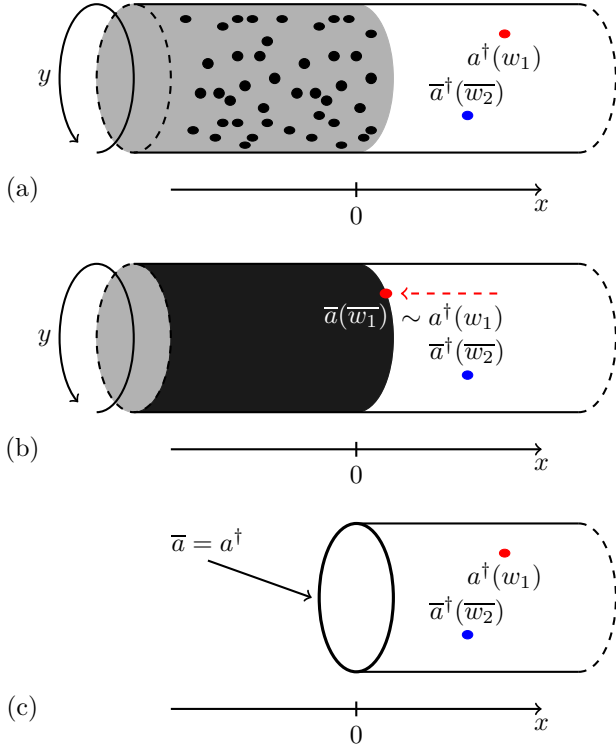 y
a†(w₁)
a̅†(w̅₂)
(a)
0
x
y
a̅(w̅₁) ∼ a†(w₁)
a̅†(w̅₂)
(b)
0
x
a̅ = a†
a†(w₁)
a̅†(w̅₂)
(c)
0
x